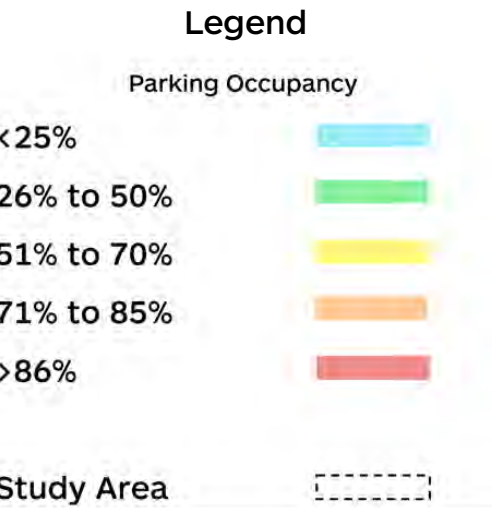 Legend
Parking Occupancy
<25%
26% to 50%
51% to 70%
71% to 85%
>86%
Study Area